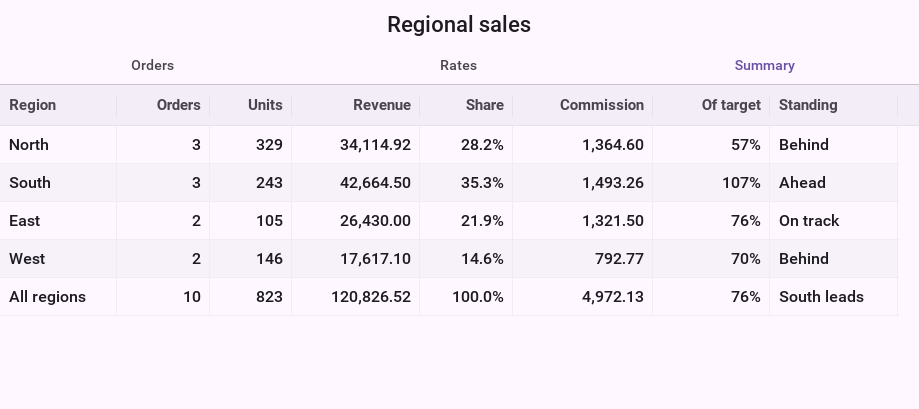 Regional sales
Orders Rates Summary
Region Orders Units Revenue Share Commission Of target Standing
North 3 329 34,114.92 28.2% 1,364.60 57% Behind
South 3 243 42,664.50 35.3% 1,493.26 107% Ahead
East 2 105 26,430.00 21.9% 1,321.50 76% On track
West 2 146 17,617.10 14.6% 792.77 70% Behind
All regions 10 823 120,826.52 100.0% 4,972.13 76% South leads